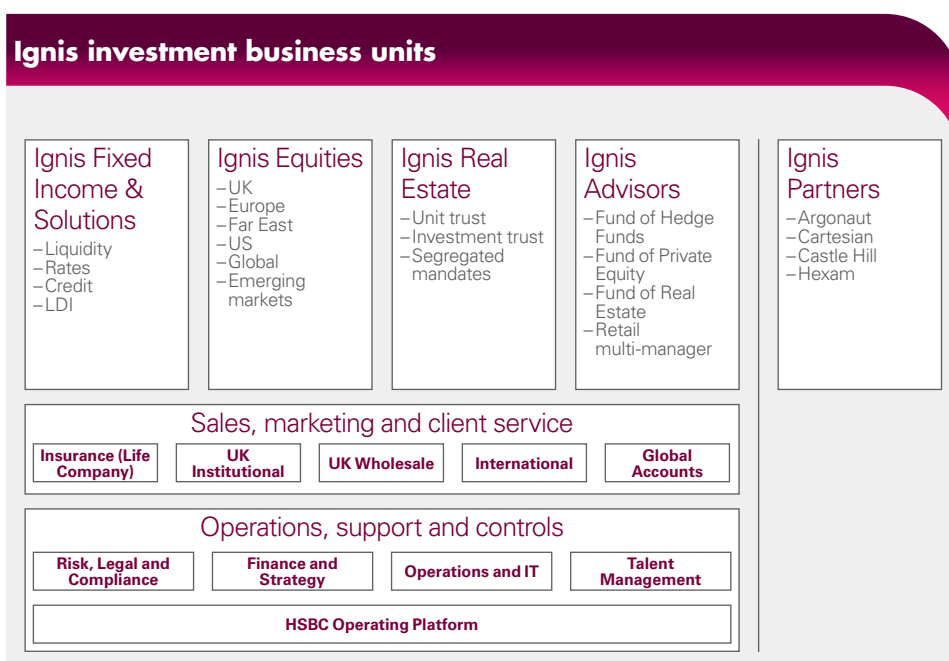 Ignis investment business units
Ignis Fixed
Income &
Solutions
–Liquidity
–Rates
–Credit
–LDI
Ignis Equities
–UK
–Europe
–Far East
–US
–Global
–Emerging
markets
Ignis Real
Estate
–Unit trust
–Investment trust
–Segregated
mandates
Ignis
Advisors
–Fund of Hedge
Funds
–Fund of Private
Equity
–Fund of Real
Estate
–Retail
multi-manager
Ignis
Partners
–Argonaut
–Cartesian
–Castle Hill
–Hexam
Sales, marketing and client service
Insurance (Life
Company)
UK
Institutional
UK Wholesale
International
Global
Accounts
Operations, support and controls
Risk, Legal and
Compliance
Finance and
Strategy
Operations and IT
Talent
Management
HSBC Operating Platform